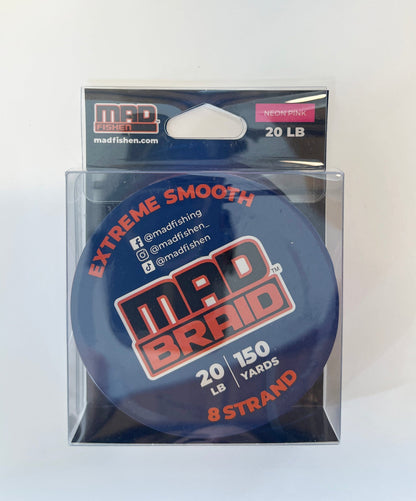 MAD
FISHEN
madfishen.com
NEON PINK
20 LB
EXTREME SMOOTH
@madfishing
@madfishen_
@madfishen
MAD
BRAID™
20 LB
150 YARDS
8 STRAND